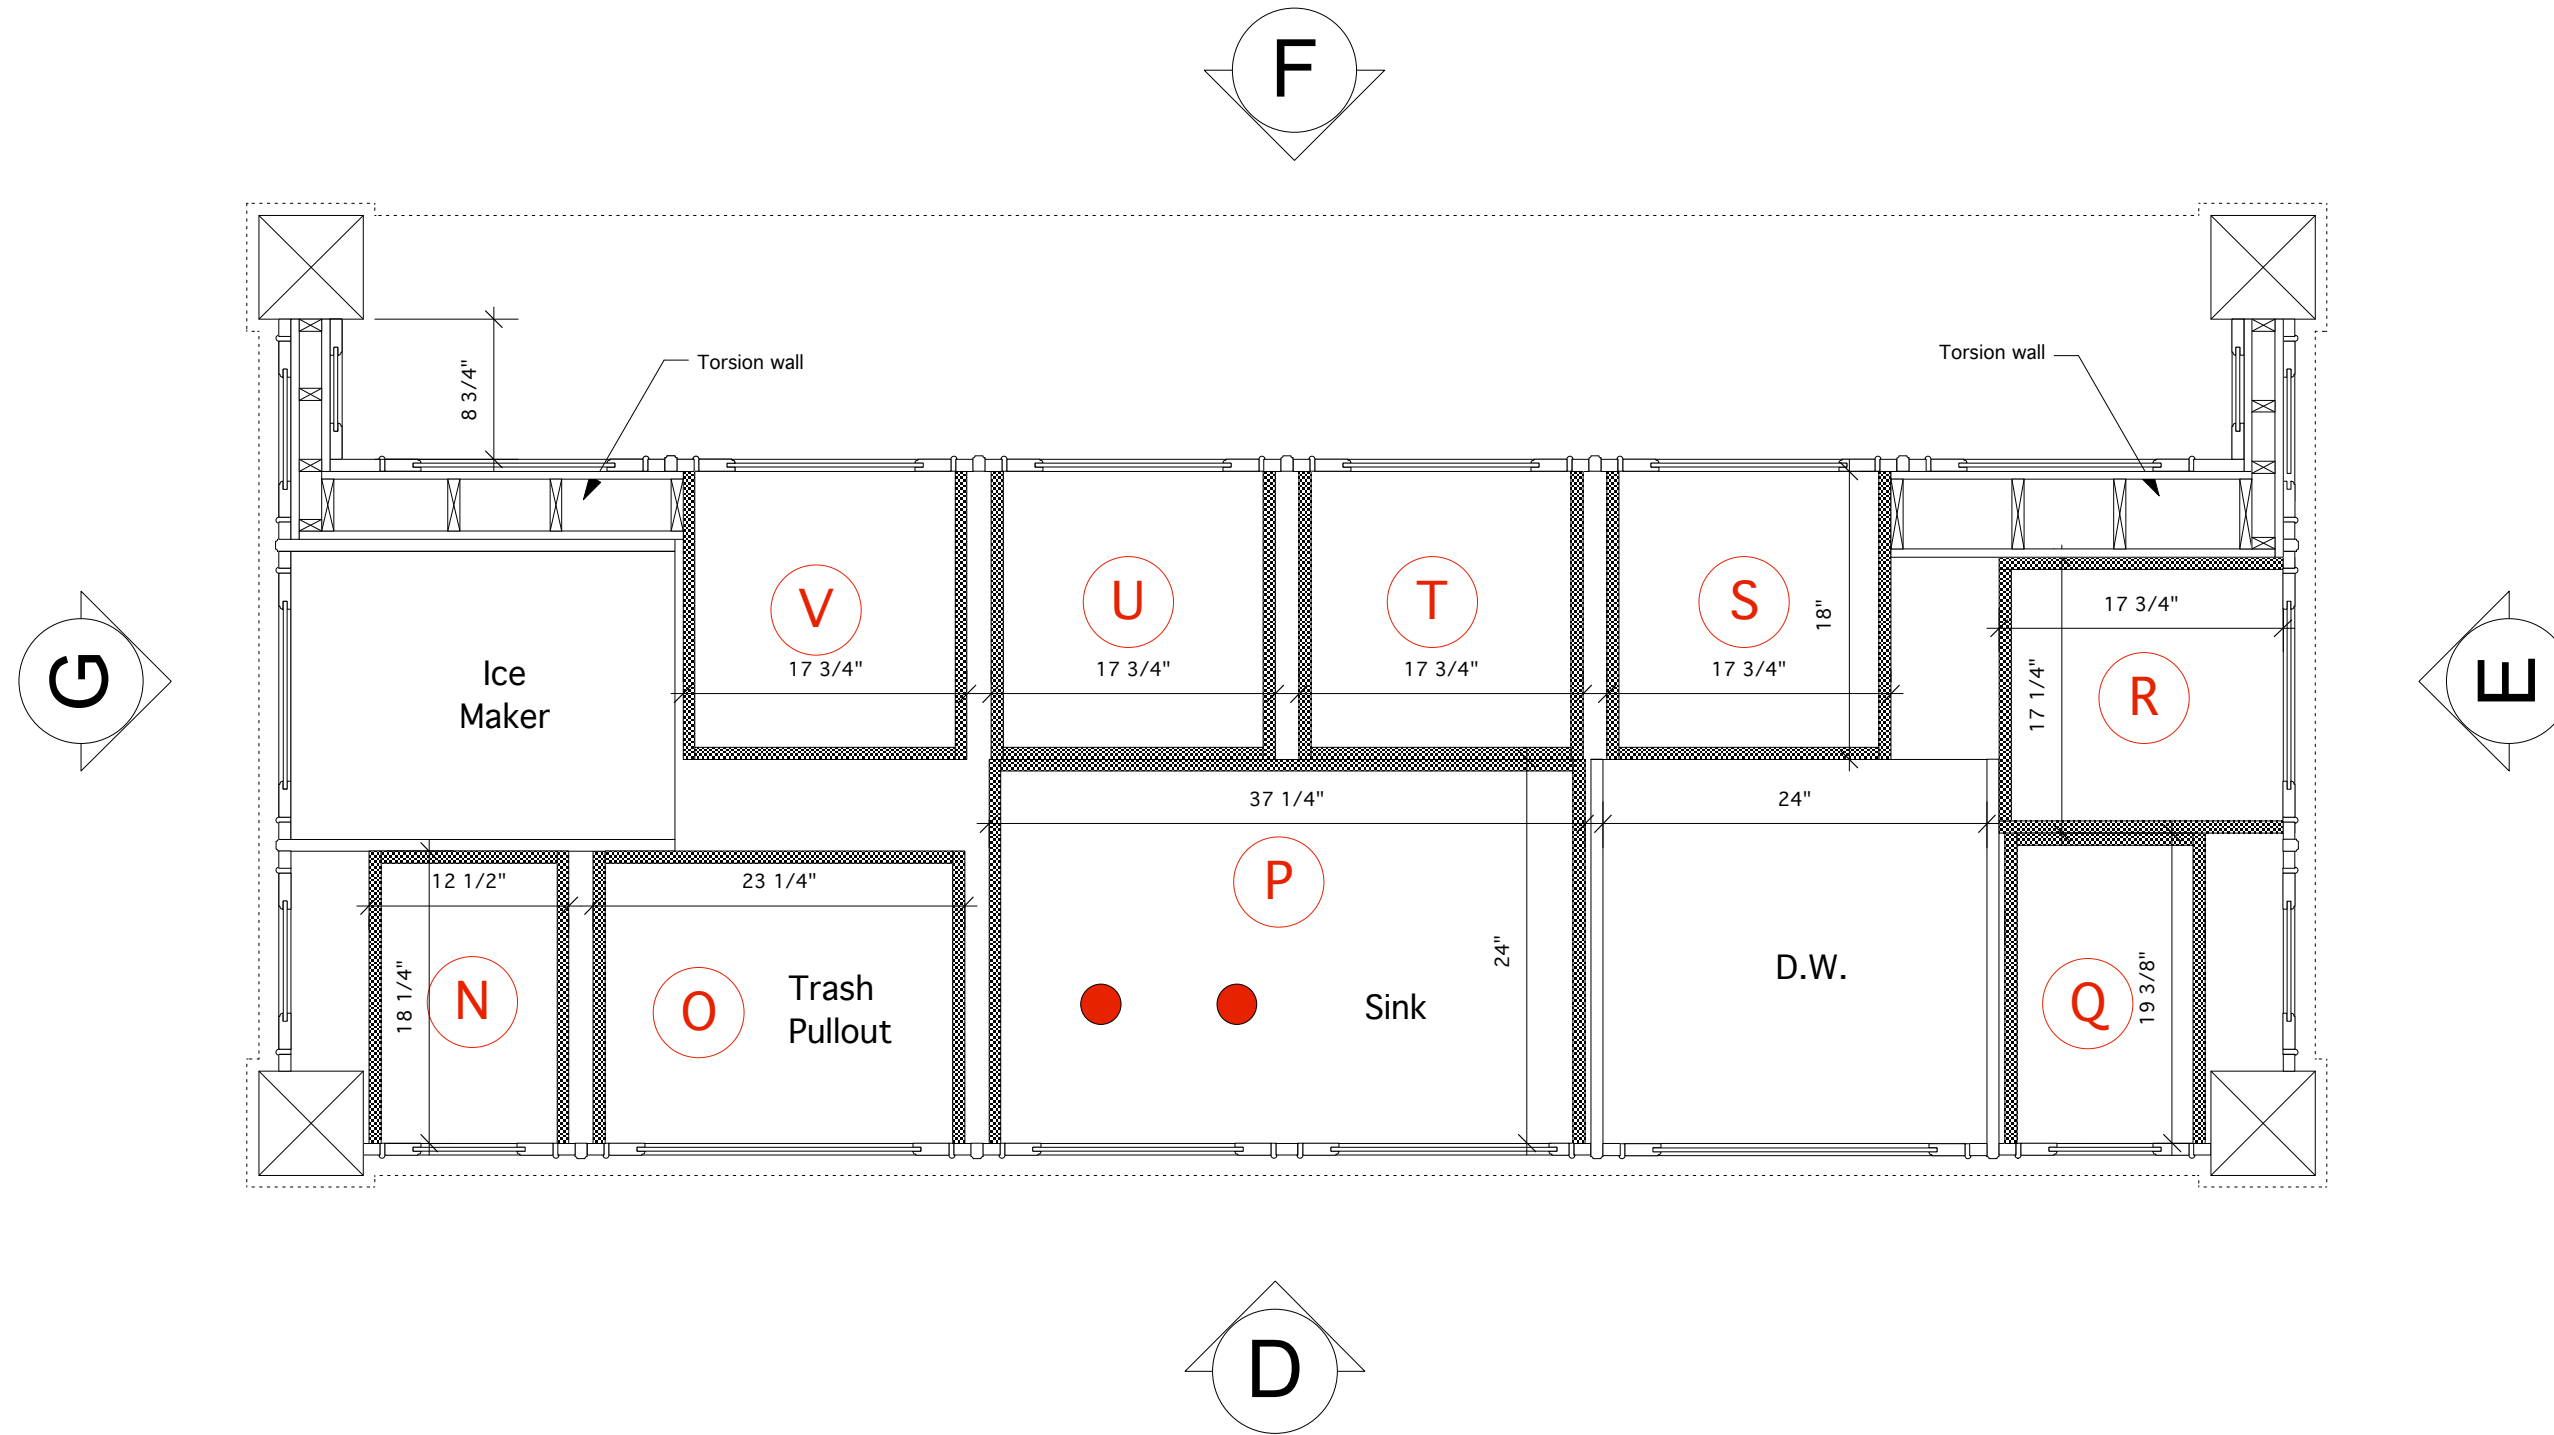 F
8 3/4"
Torsion wall
Torsion wall
V
U
T
S
18"
17 3/4"
17 3/4"
17 3/4"
17 3/4"
17 3/4"
17 1/4"
R
G
E
Ice
Maker
37 1/4"
24"
12 1/2"
23 1/4"
P
18 1/4"
N
O
Trash
Pullout
24"
Sink
D.W.
Q
19 3/8"
D